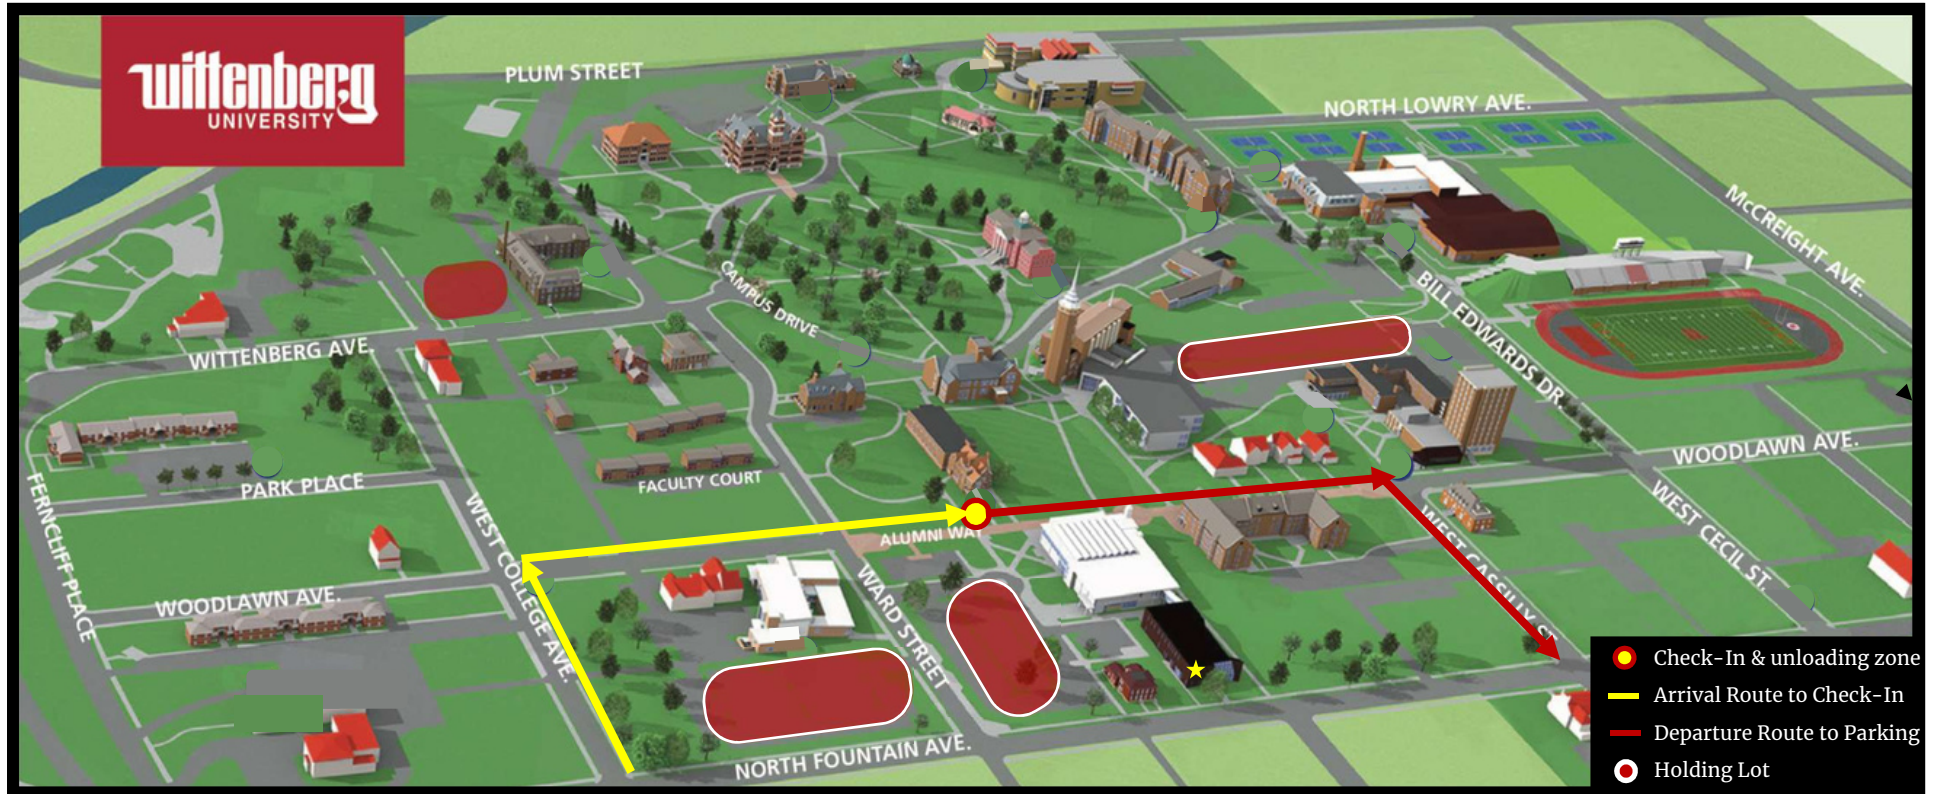 wittenberg
UNIVERSITY
PLUM STREET
NORTH LOWRY AVE.
McCREIGHT AVE.
CAMPUS DRIVE
BILL EDWARDS DR.
WITTENBERG AVE.
WOODLAWN AVE.
PARK PLACE
FACULTY COURT
FERNCLIFF PLACE
WEST COLLEGE AVE.
ALUMNI WAY
WEST CECIL ST.
WEST CASSILLY ST.
WARD STREET
WOODLAWN AVE.
NORTH FOUNTAIN AVE.
Check-In & unloading zone
Arrival Route to Check-In
Departure Route to Parking
Holding Lot